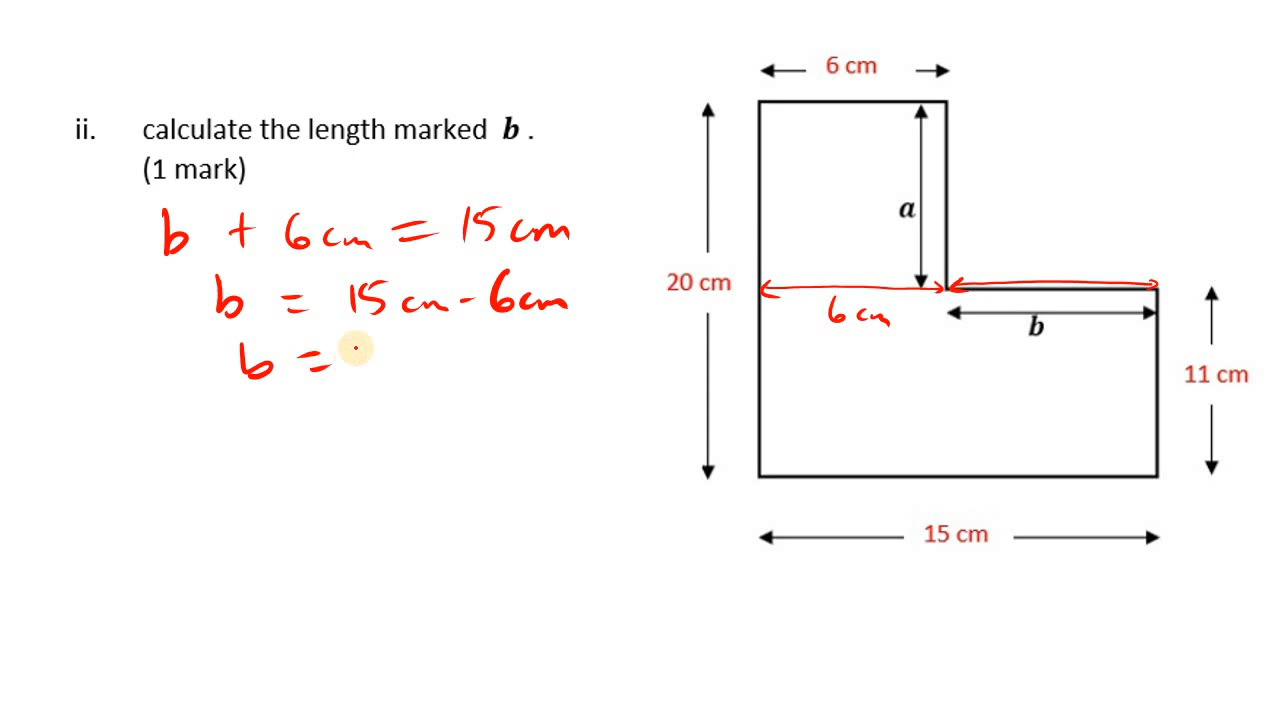 ii. calculate the length marked b .
(1 mark)
b + 6 cm = 15 cm
b = 15 cm - 6 cm
b =
6 cm
a
20 cm
6 cm
b
11 cm
15 cm